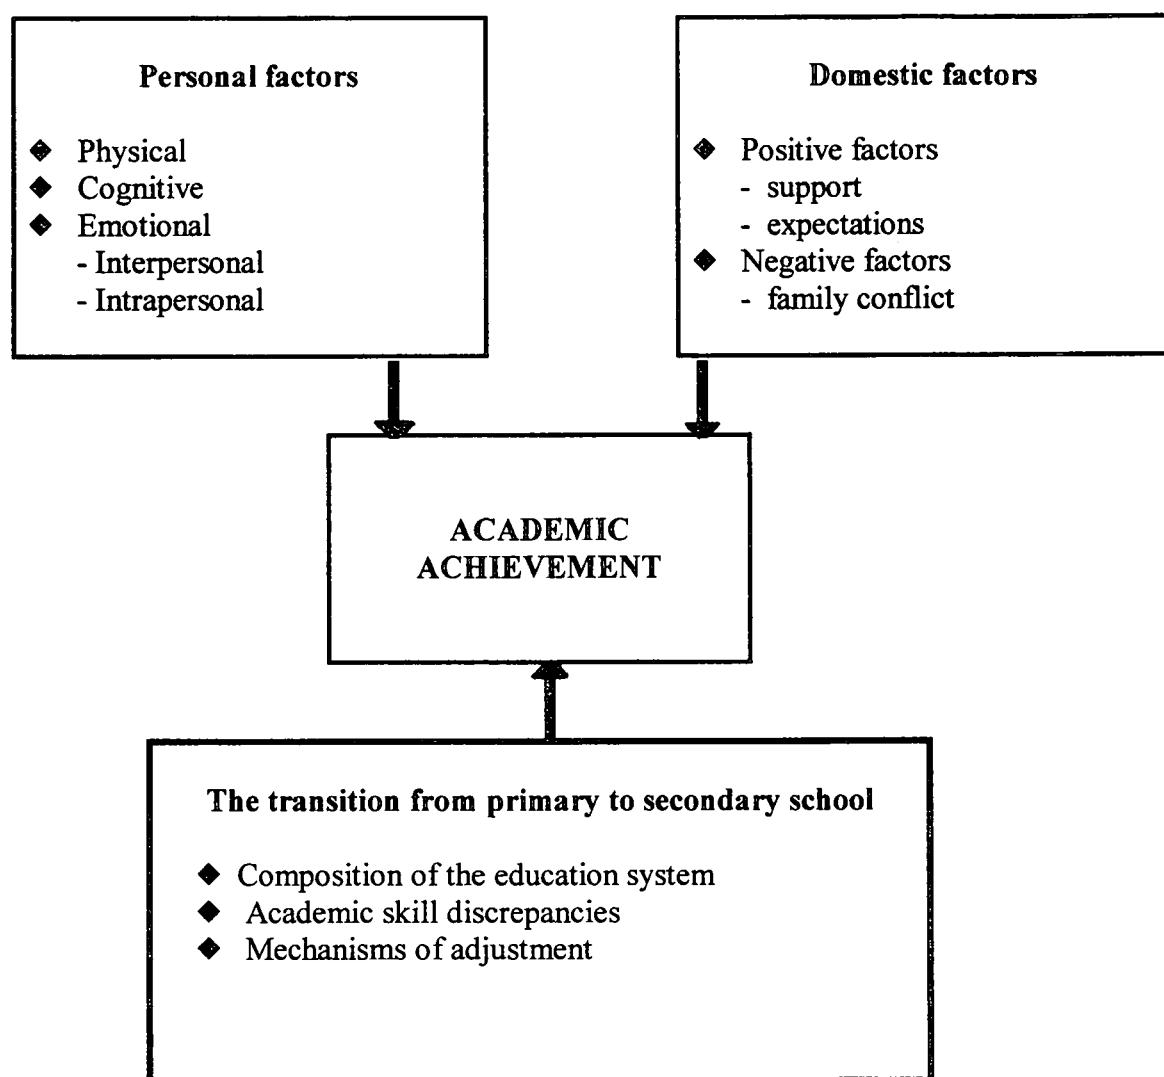 Personal factors
◆ Physical
◆ Cognitive
◆ Emotional
- Interpersonal
- Intrapersonal
Domestic factors
◆ Positive factors
- support
- expectations
◆ Negative factors
- family conflict
ACADEMIC
ACHIEVEMENT
The transition from primary to secondary school
◆ Composition of the education system
◆ Academic skill discrepancies
◆ Mechanisms of adjustment